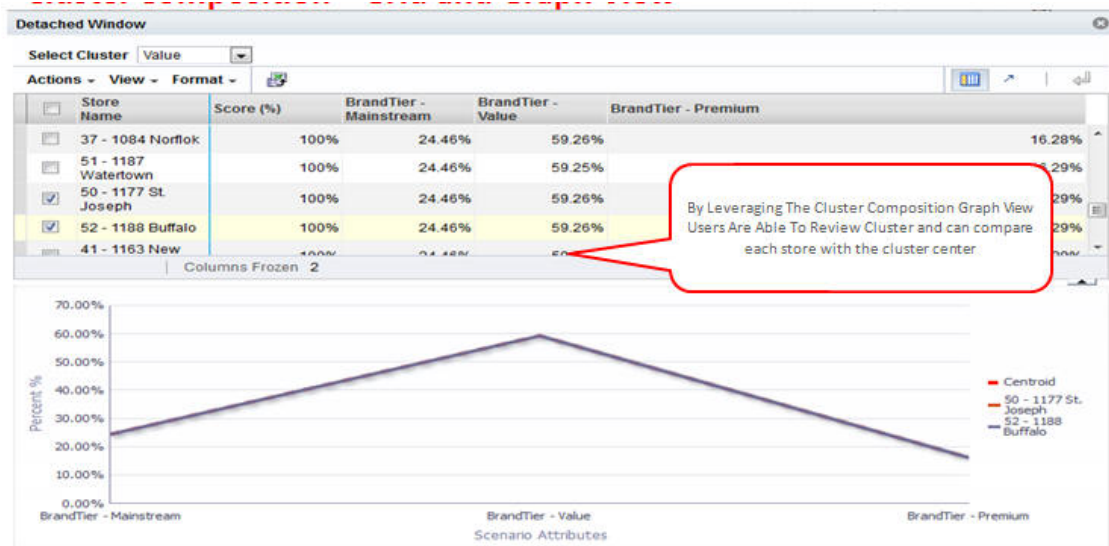 Detached Window
Select Cluster Value
Actions View Format
Store Name Score (%) BrandTier - Mainstream BrandTier - Value BrandTier - Premium
37 - 1084 Norflok 100% 24.46% 59.26% 16.28%
51 - 1187 Watertown 100% 24.46% 59.25% 29%
50 - 1177 St. Joseph 100% 24.46% 59.26% 29%
52 - 1188 Buffalo 100% 24.46% 59.26% 29%
41 - 1163 New
Columns Frozen 2
By Leveraging The Cluster Composition Graph View
Users Are Able To Review Cluster and can compare
each store with the cluster center
70.00%
60.00%
50.00%
40.00%
30.00%
20.00%
10.00%
0.00%
Percent %
BrandTier - Mainstream BrandTier - Value BrandTier - Premium
Scenario Attributes
Centroid
50 - 1177 St.
Joseph
52 - 1188
Buffalo